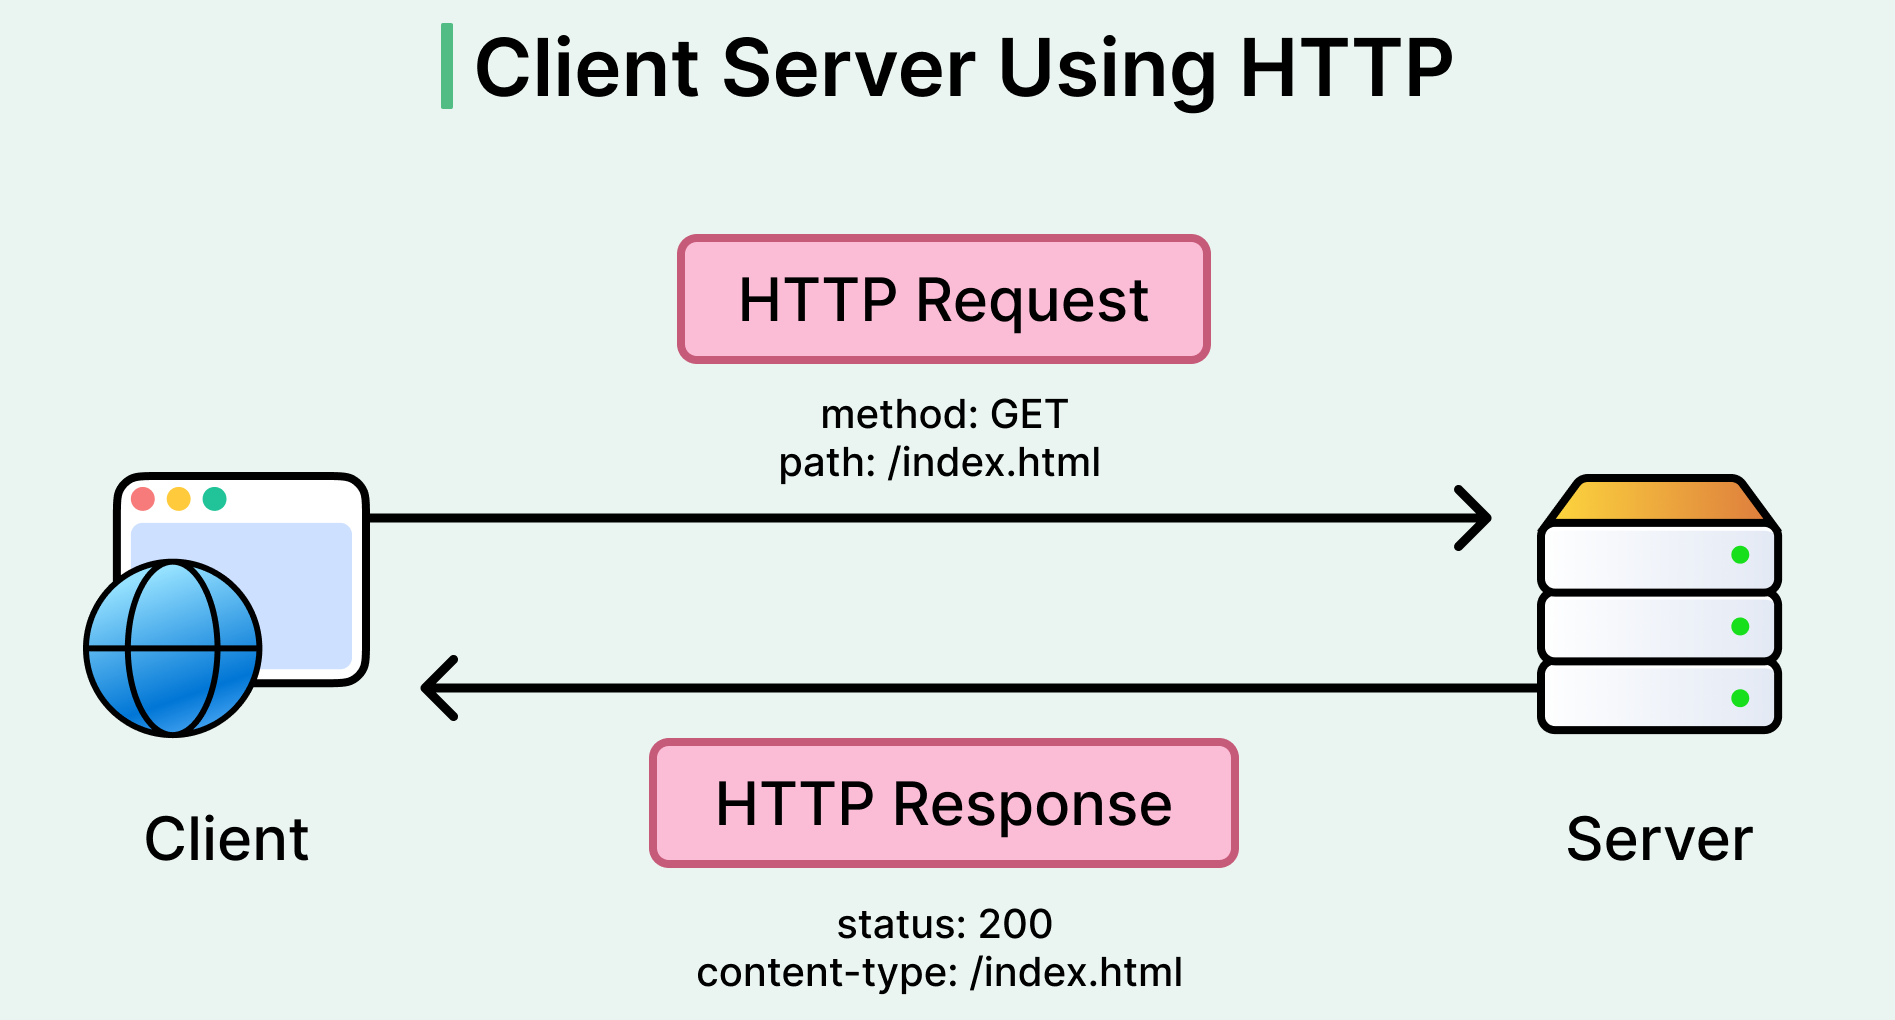 Client Server Using HTTP
HTTP Request
method: GET
path: /index.html
HTTP Response
Client
Server
status: 200
content-type: /index.html